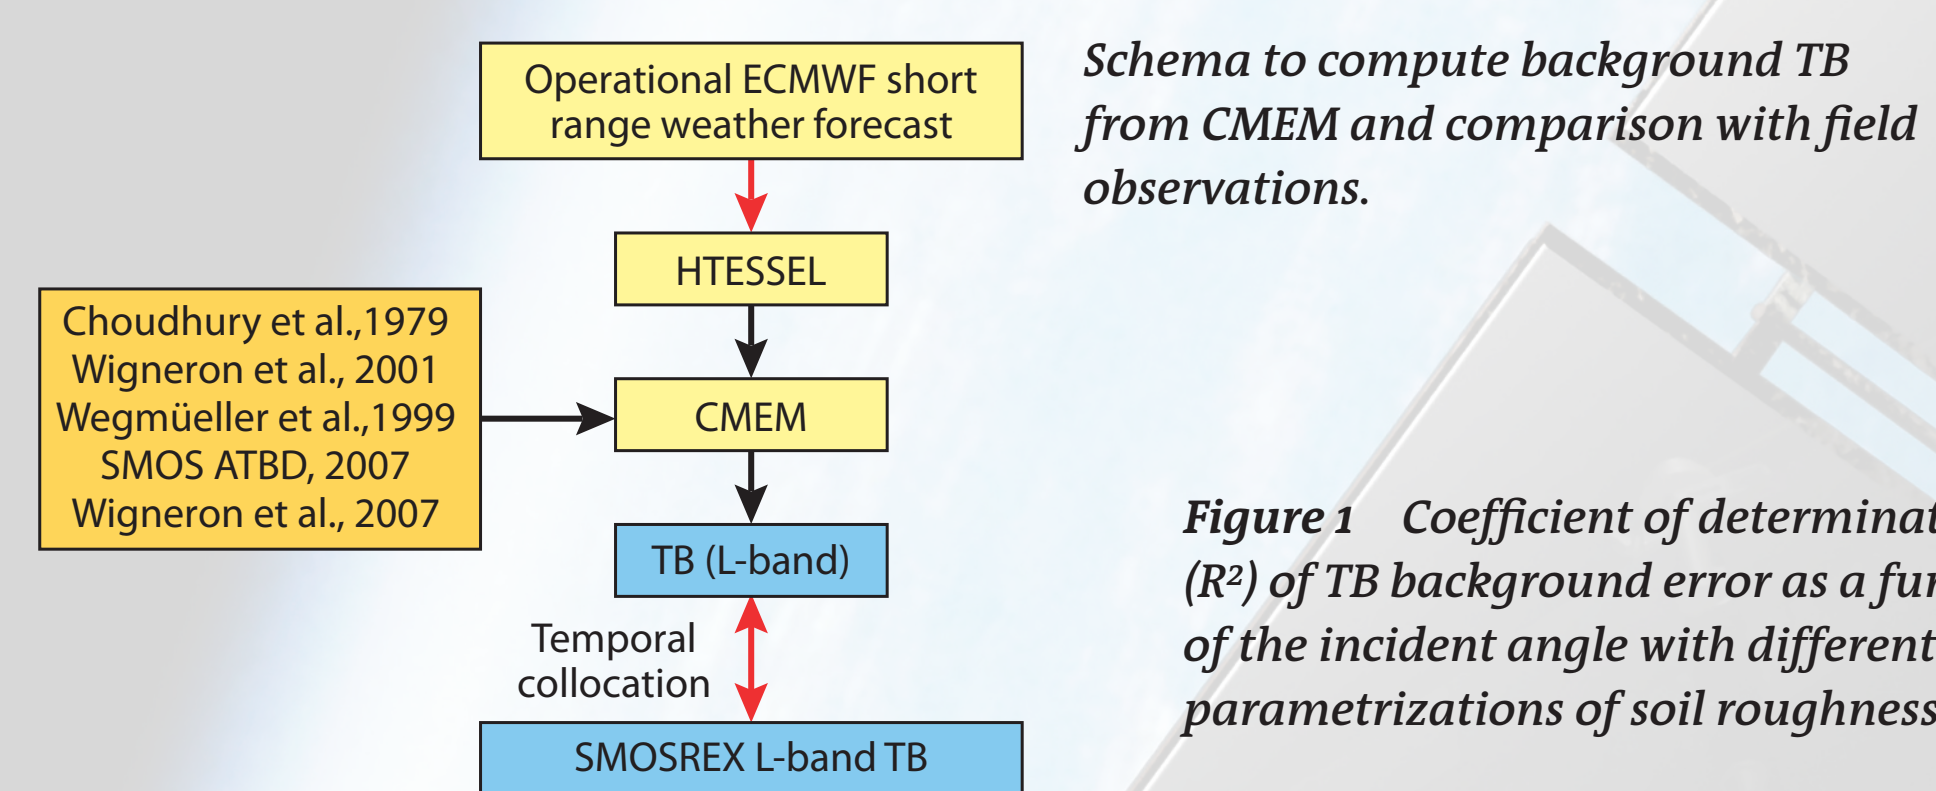 Operational ECMWF short
range weather forecast
HTESSEL
Choudhury et al.,1979
Wigneron et al., 2001
Wegmüeller et al.,1999
SMOS ATBD, 2007
Wigneron et al., 2007
CMEM
TB (L-band)
Temporal
collocation
SMOSREX L-band TB
Schema to compute background TB
from CMEM and comparison with field
observations.
Figure 1 Coefficient of
(R²) of TB background error as a
of the incident angle with different
parametrizations of soil roughness